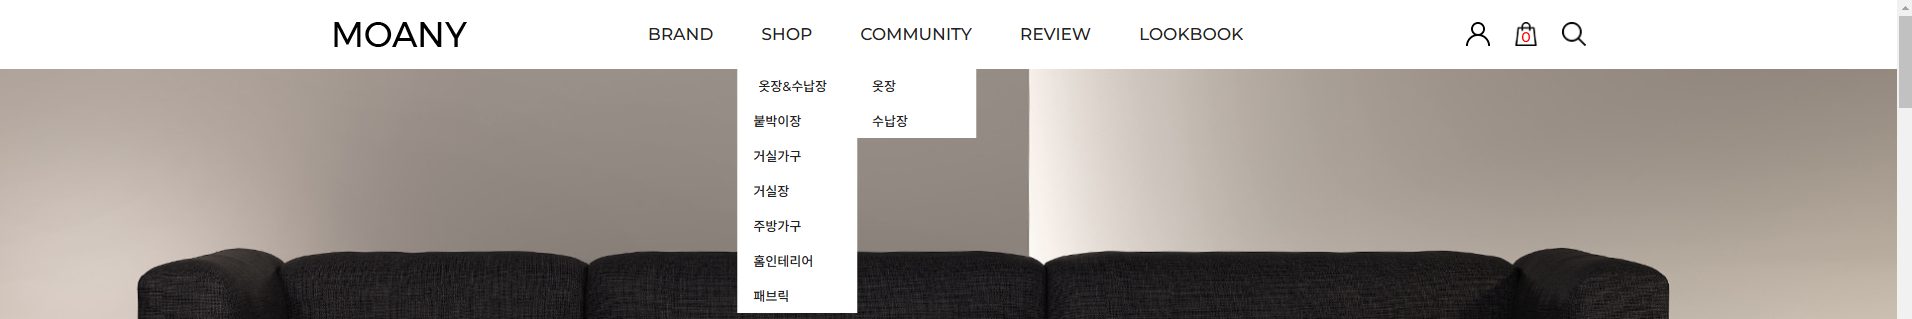 MOANY BRAND SHOP COMMUNITY REVIEW LOOKBOOK 0
옷장&수납장 옷장
붙박이장 수납장
거실가구
거실장
주방가구
홈인테리어
패브릭